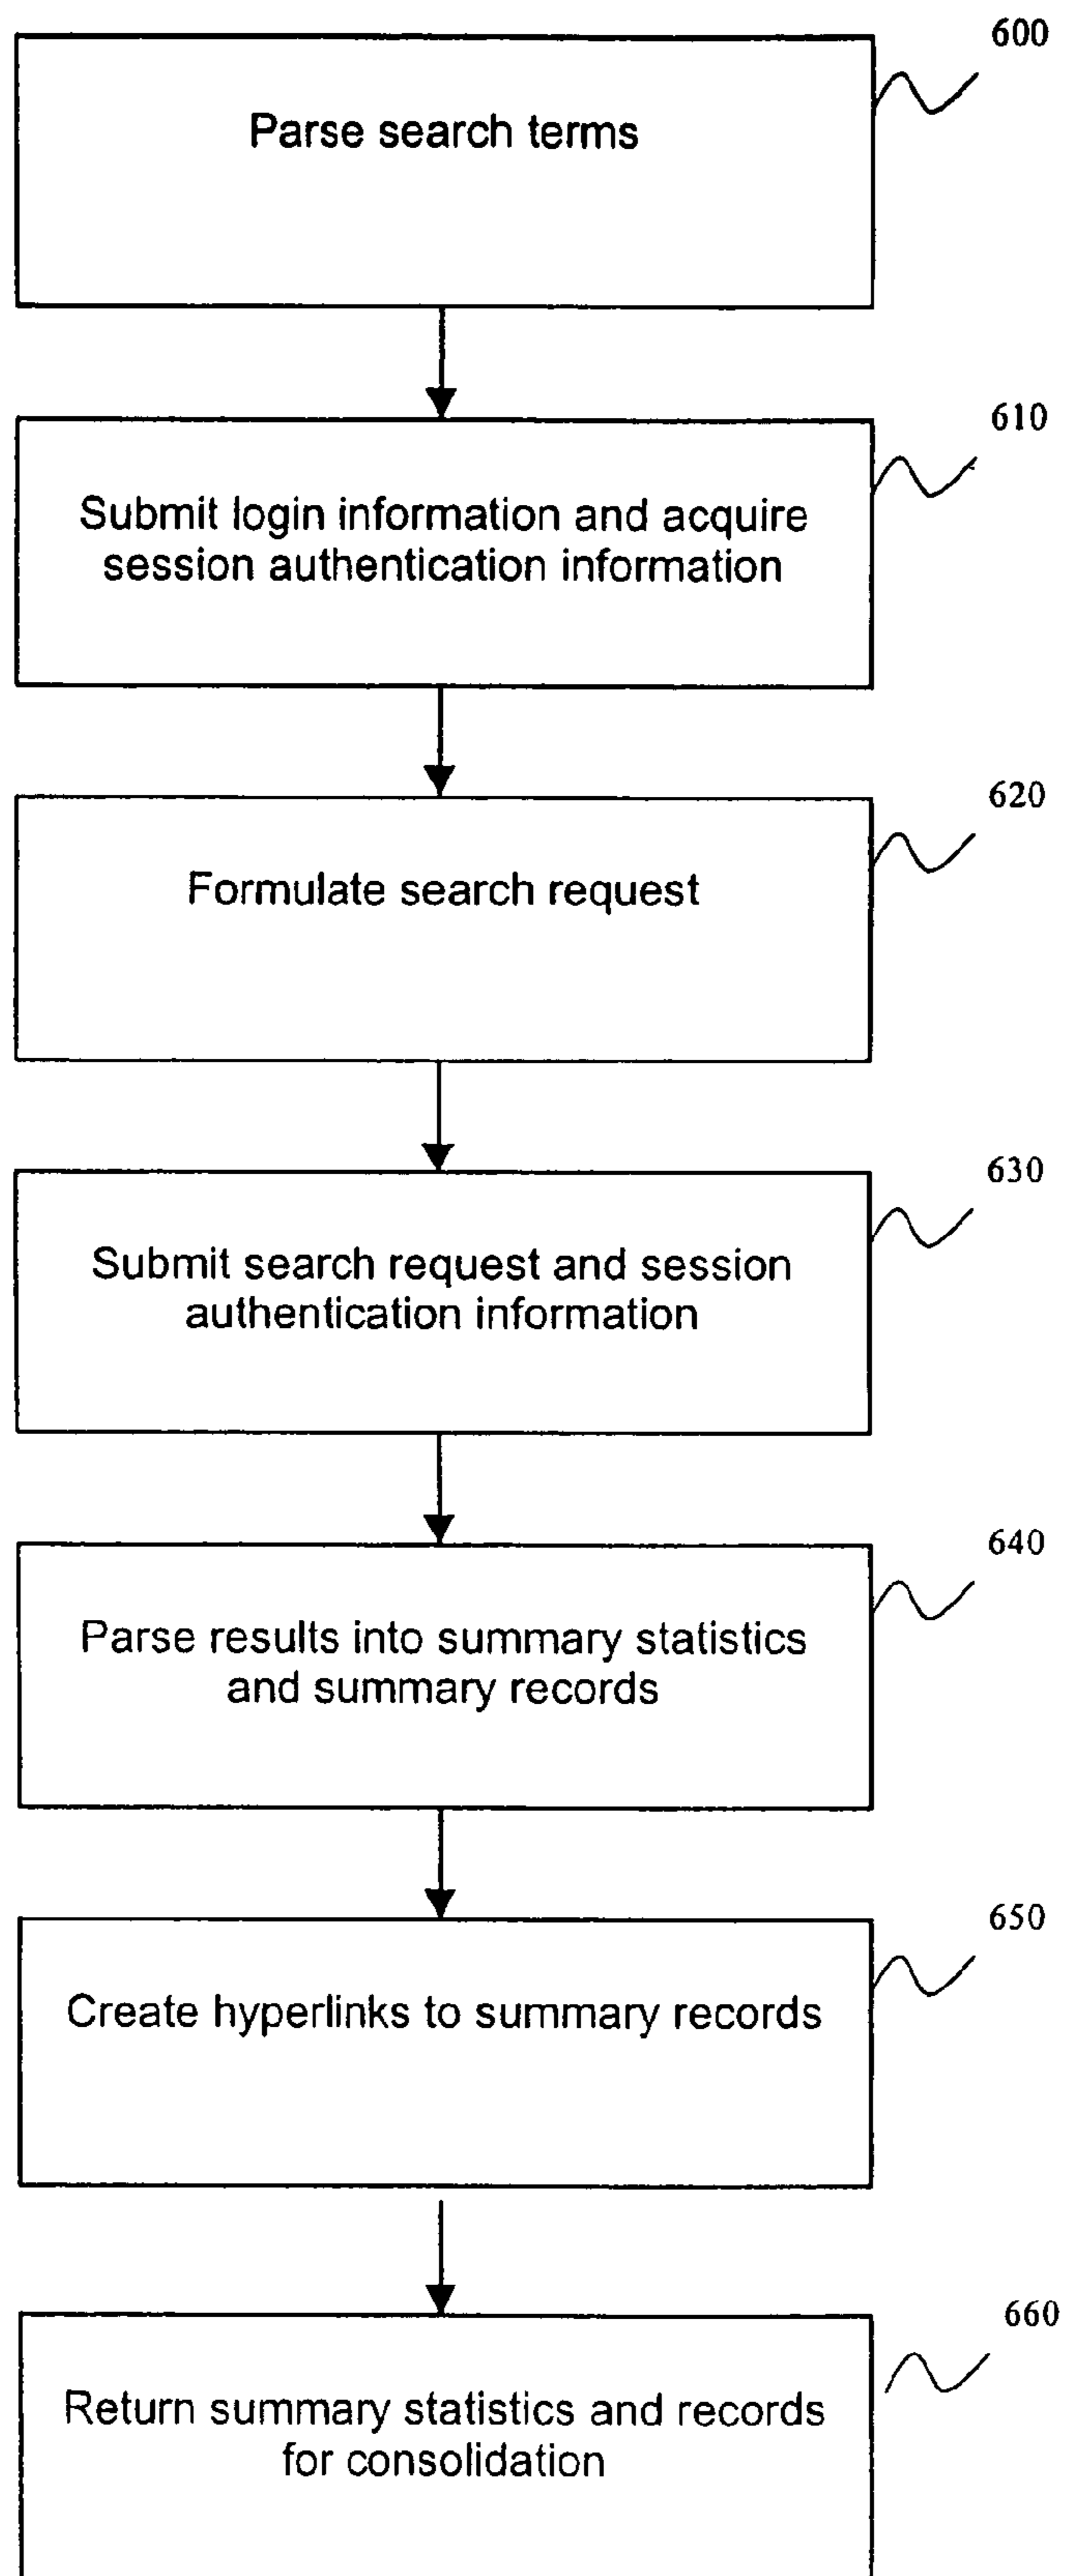 600
Parse search terms
610
Submit login information and acquire
session authentication information
620
Formulate search request
630
Submit search request and session
authentication information
640
Parse results into summary statistics
and summary records
650
Create hyperlinks to summary records
660
Return summary statistics and records
for consolidation